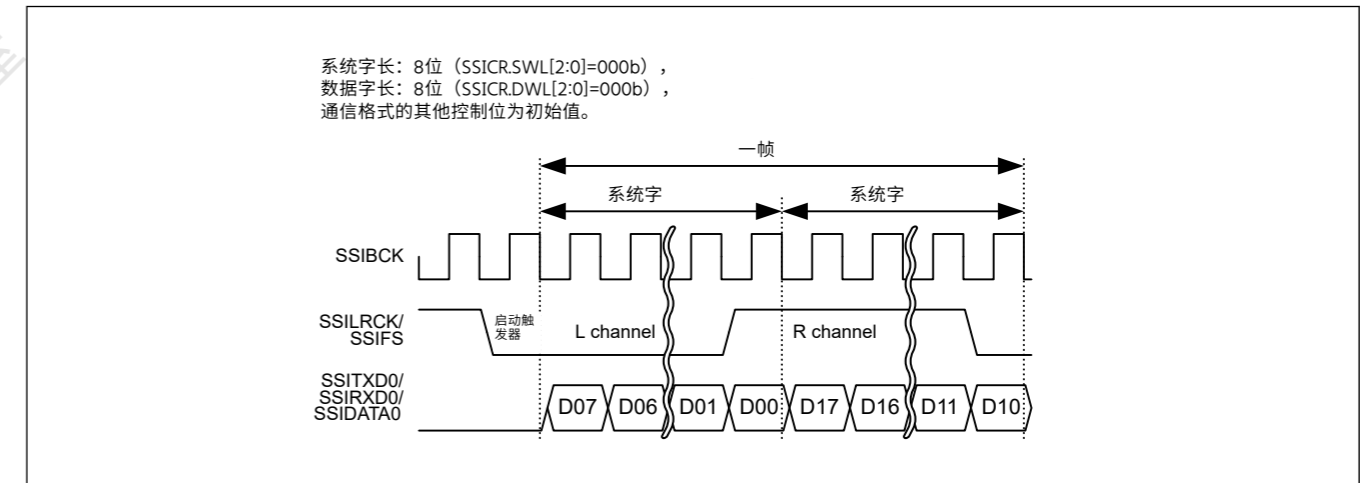 系统字长：8位（SSICR.SWL[2:0]=000b），
数据字长：8位（SSICR.DWL[2:0]=000b），
通信格式的其他控制位为初始值。
一帧
系统字 系统字
SSIBCK
SSILRCK/
SSIFS
启动触
发器
L channel R channel
SSITXD0/
SSIRXD0/
SSIDATA0
D07 D06 D01 D00 D17 D16 D11 D10